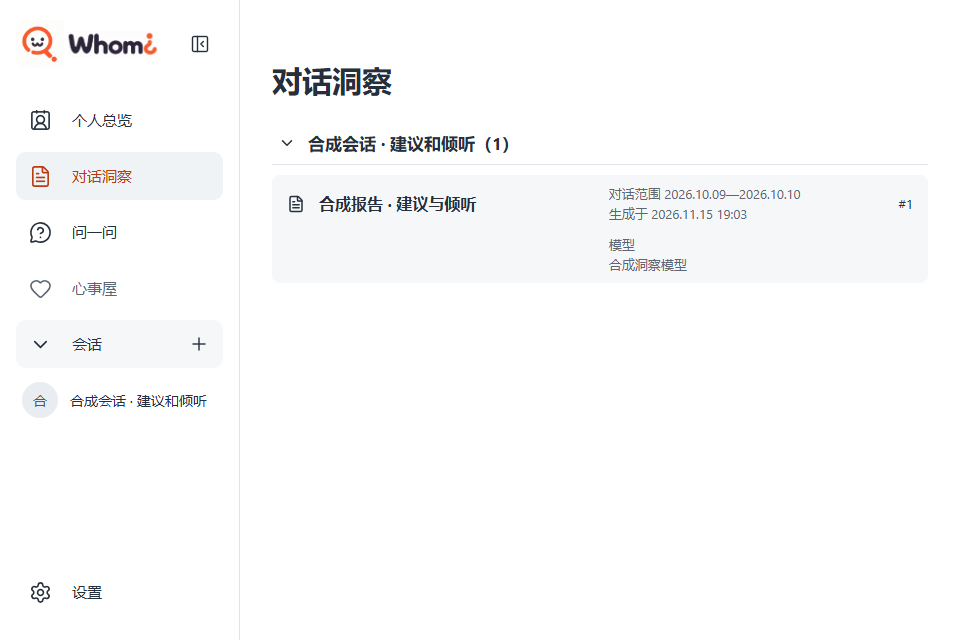 Whomi
个人总览
对话洞察
问一问
心事屋
会话
合
合成会话 · 建议和倾听
设置
对话洞察
合成会话 · 建议和倾听（1）
合成报告 · 建议与倾听
对话范围 2026.10.09—2026.10.10
生成于 2026.11.15 19:03
#1
模型
合成洞察模型